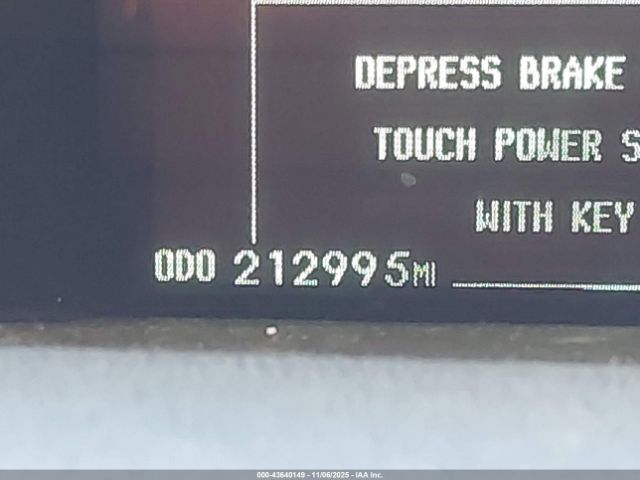 DEPRESS BRAKE
TOUCH POWER S
WITH KEY
ODO 212995MI
000-43640149 - 11/06/2025 - IAA Inc.